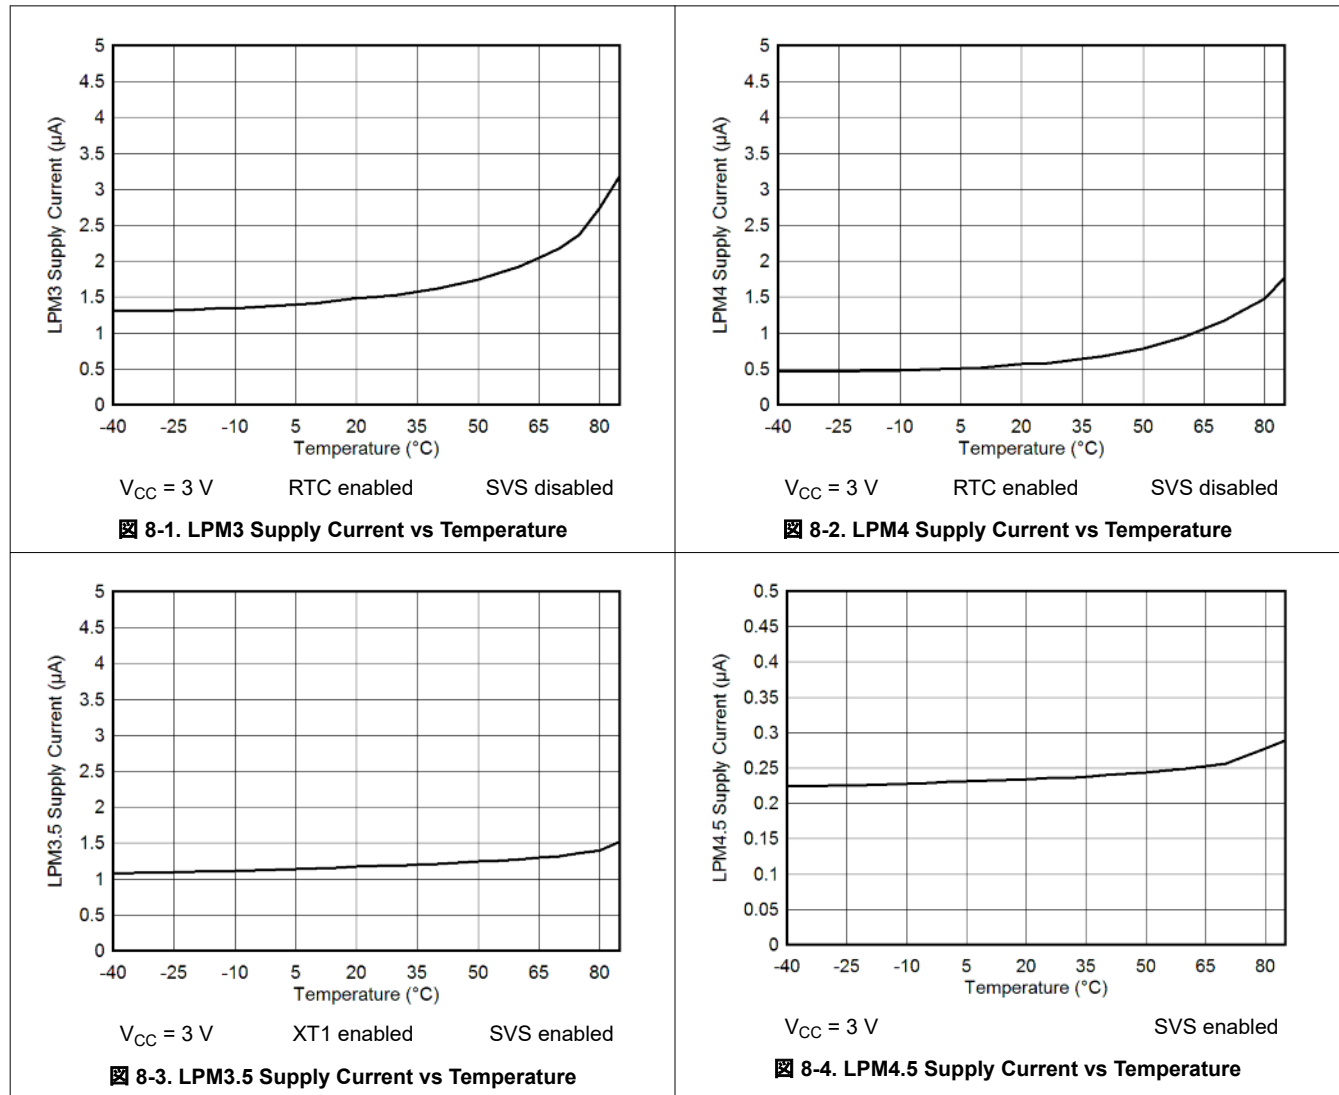 5
4.5
4
3.5
3
2.5
2
1.5
1
0.5
0
LPM3 Supply Current (µA)
-40 -25 -10 5 20 35 50 65 80
Temperature (°C)
VCC = 3 V RTC enabled SVS disabled
図 8-1. LPM3 Supply Current vs Temperature
5
4.5
4
3.5
3
2.5
2
1.5
1
0.5
0
LPM4 Supply Current (µA)
-40 -25 -10 5 20 35 50 65 80
Temperature (°C)
VCC = 3 V RTC enabled SVS disabled
図 8-2. LPM4 Supply Current vs Temperature
5
4.5
4
3.5
3
2.5
2
1.5
1
0.5
0
LPM3.5 Supply Current (µA)
-40 -25 -10 5 20 35 50 65 80
Temperature (°C)
VCC = 3 V XT1 enabled SVS enabled
図 8-3. LPM3.5 Supply Current vs Temperature
0.5
0.45
0.4
0.35
0.3
0.25
0.2
0.15
0.1
0.05
0
LPM4.5 Supply Current (µA)
-40 -25 -10 5 20 35 50 65 80
Temperature (°C)
VCC = 3 V SVS enabled
図 8-4. LPM4.5 Supply Current vs Temperature